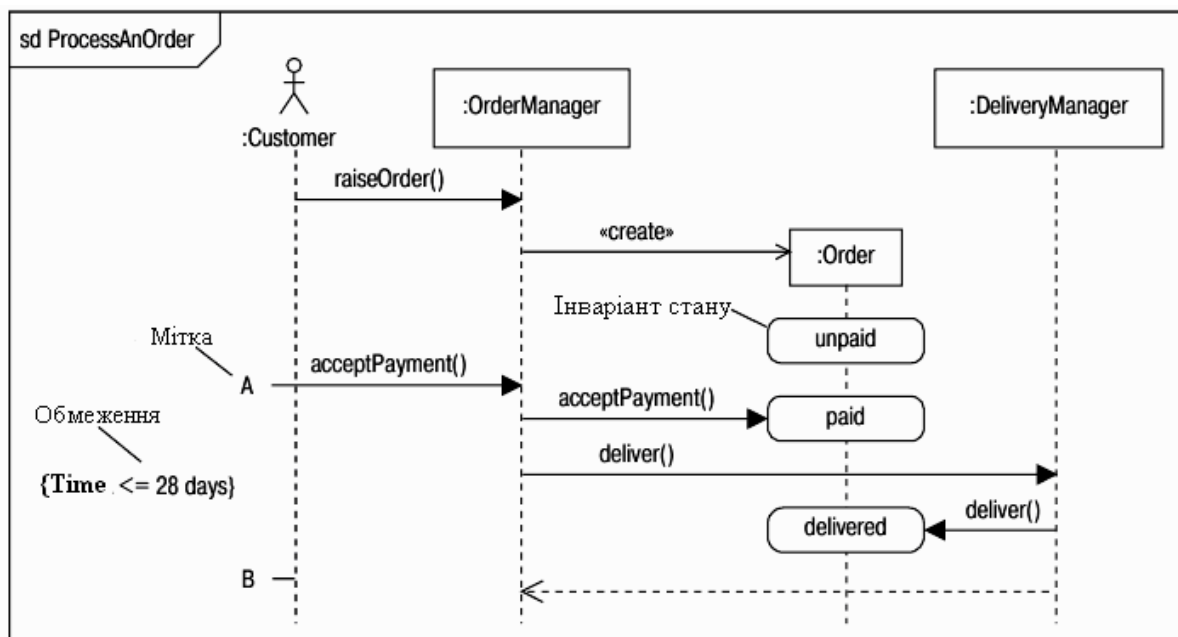 sd ProcessAnOrder
:Customer
:OrderManager
:DeliveryManager
raiseOrder()
«create»
:Order
Інваріант стану
unpaid
Мітка
A
acceptPayment()
acceptPayment()
paid
Обмеження
{Time <= 28 days}
deliver()
delivered
deliver()
B